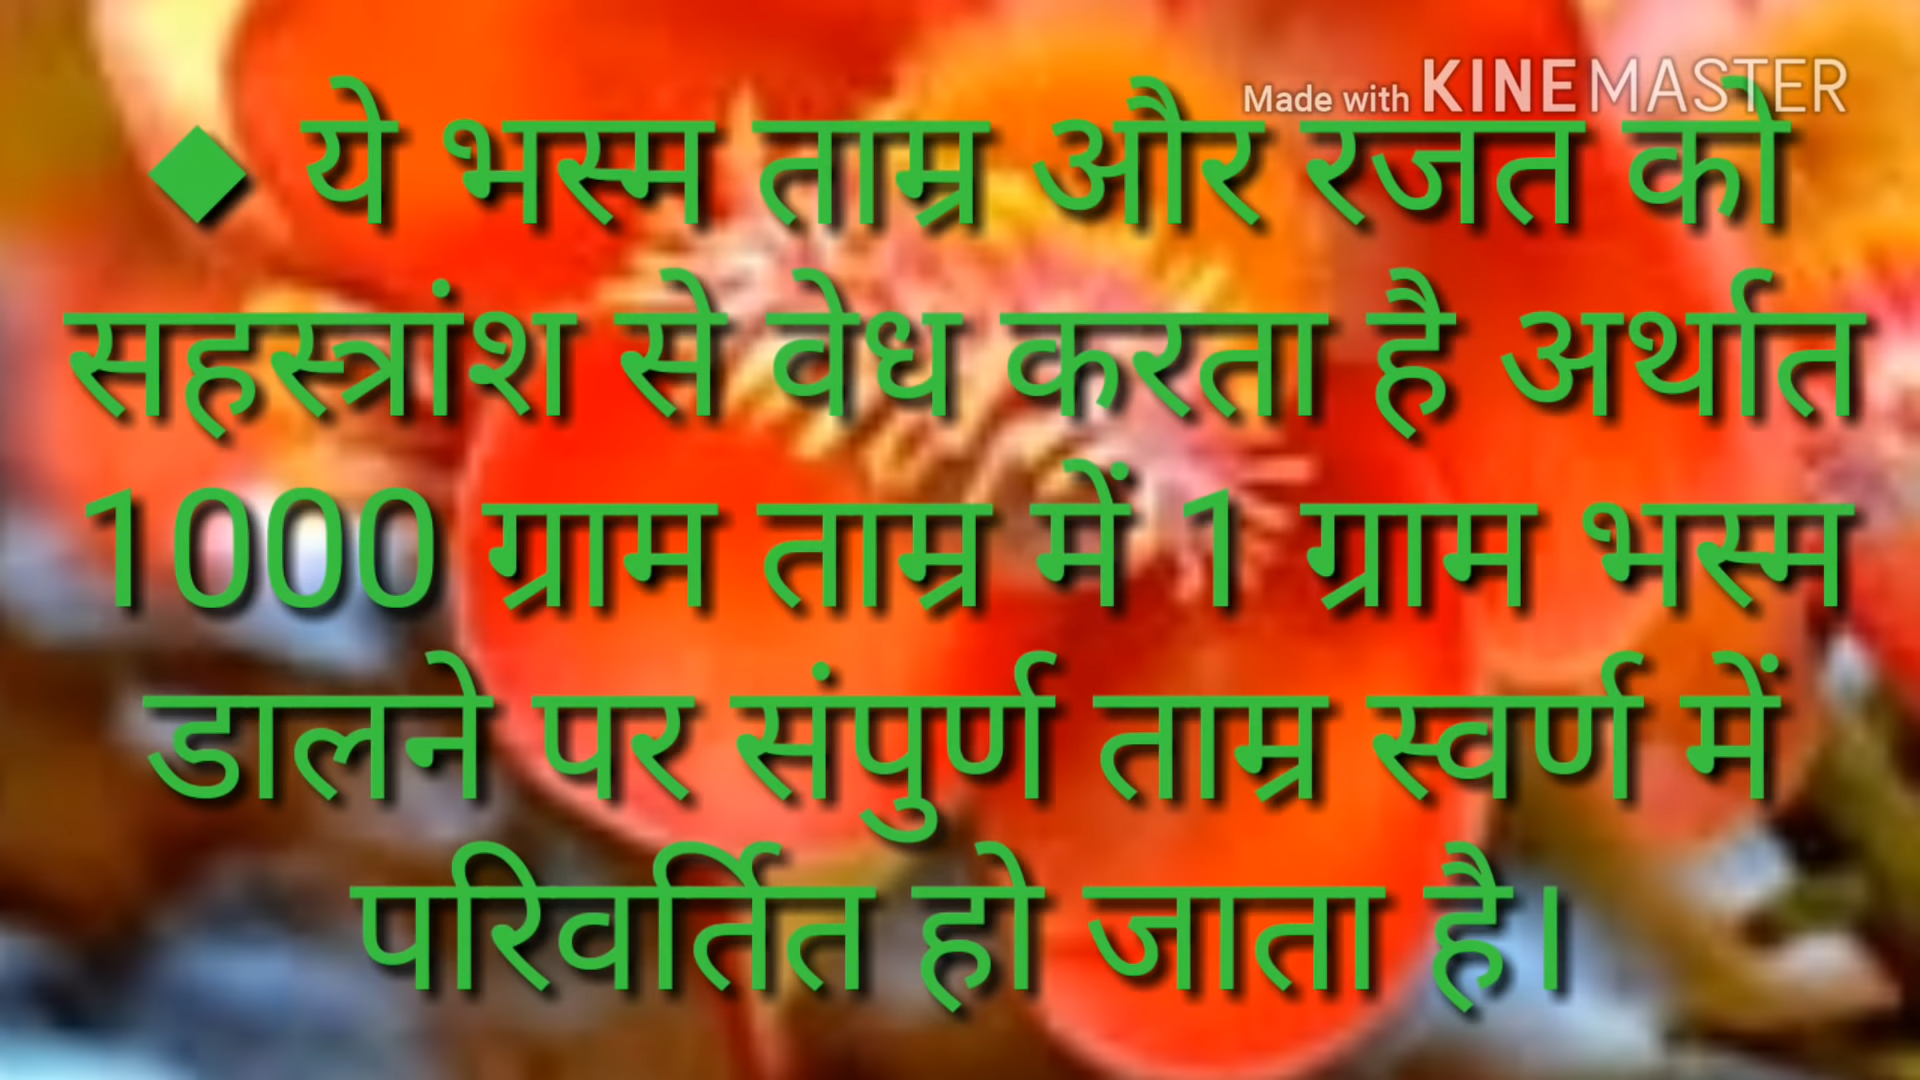 Made with KINEMASTER
◆ ये भस्म ताम्र और रजत को
सहस्त्रांश से वेध करता है अर्थात
1000 ग्राम ताम्र में 1 ग्राम भस्म
डालने पर संपुर्ण ताम्र स्वर्ण में
परिवर्तित हो जाता है।